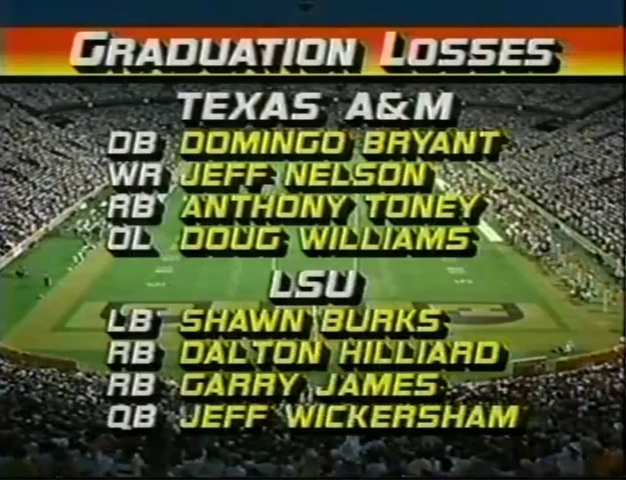 GRADUATION LOSSES
TEXAS A&M
DB DOMINGO BRYANT
WR JEFF NELSON
RB ANTHONY TONEY
OL DOUG WILLIAMS
LSU
LB SHAWN BURKS
RB DALTON HILLIARD
RB GARRY JAMES
QB JEFF WICKERSHAM